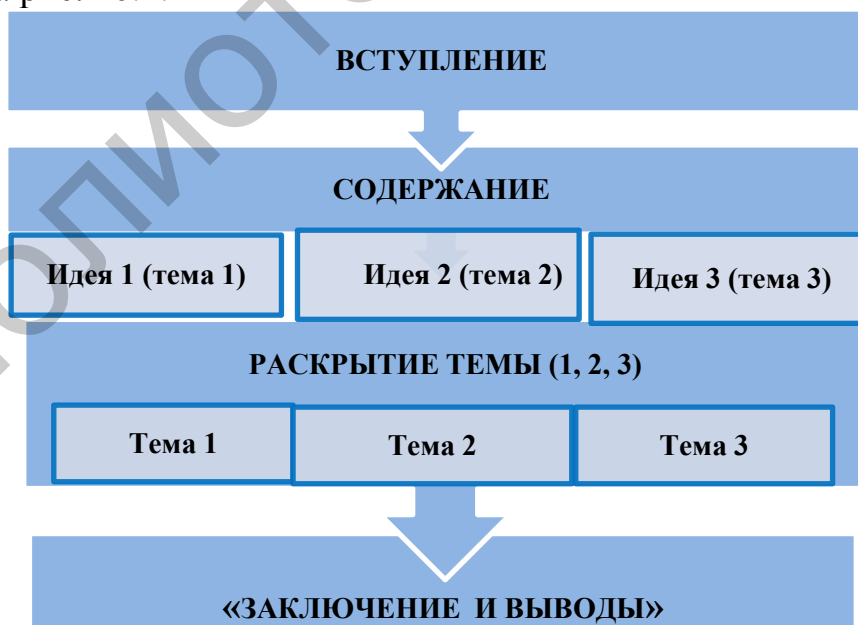 ВСТУПЛЕНИЕ
СОДЕРЖАНИЕ
Идея 1 (тема 1)
Идея 2 (тема 2)
Идея 3 (тема 3)
РАСКРЫТИЕ ТЕМЫ (1, 2, 3)
Тема 1
Тема 2
Тема 3
«ЗАКЛЮЧЕНИЕ И ВЫВОДЫ»